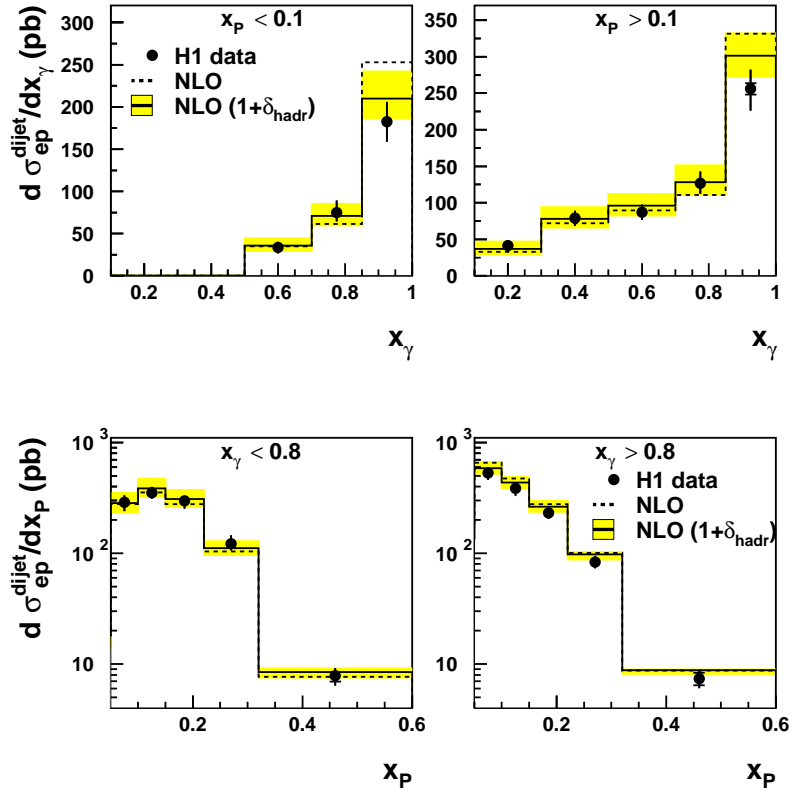 x_P < 0.1
x_P > 0.1
d σ_ep^dijet/dx_γ (pb)
300
250
200
150
100
50
0
H1 data
NLO
NLO (1+δ_hadr)
0.2
0.4
0.6
0.8
1
x_γ
350
300
250
200
150
100
50
0
0.2
0.4
0.6
0.8
1
x_γ
d σ_ep^dijet/dx_P (pb)
x_γ < 0.8
10^3
10^2
10
0.2
0.4
0.6
x_P
x_γ > 0.8
H1 data
NLO
NLO (1+δ_hadr)
10^3
10^2
10
0.2
0.4
0.6
x_P